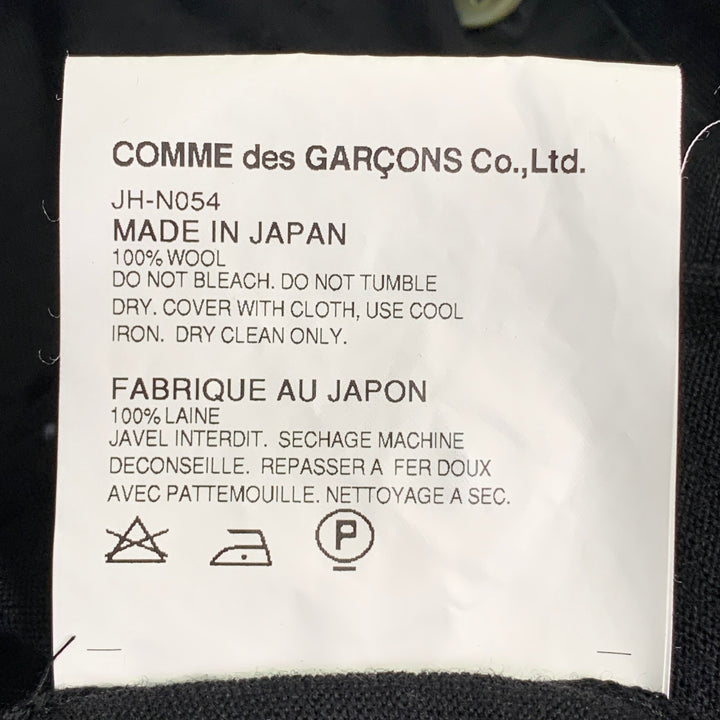 COMME des GARÇONS Co.,Ltd.
JH-N054
MADE IN JAPAN
100% WOOL
DO NOT BLEACH. DO NOT TUMBLE
DRY. COVER WITH CLOTH, USE COOL
IRON. DRY CLEAN ONLY.
FABRIQUE AU JAPON
100% LAINE
JAVEL INTERDIT. SECHAGE MACHINE
DECONSEILLE. REPASSER A FER DOUX
AVEC PATTEMOUILLE. NETTOYAGE A SEC.
P